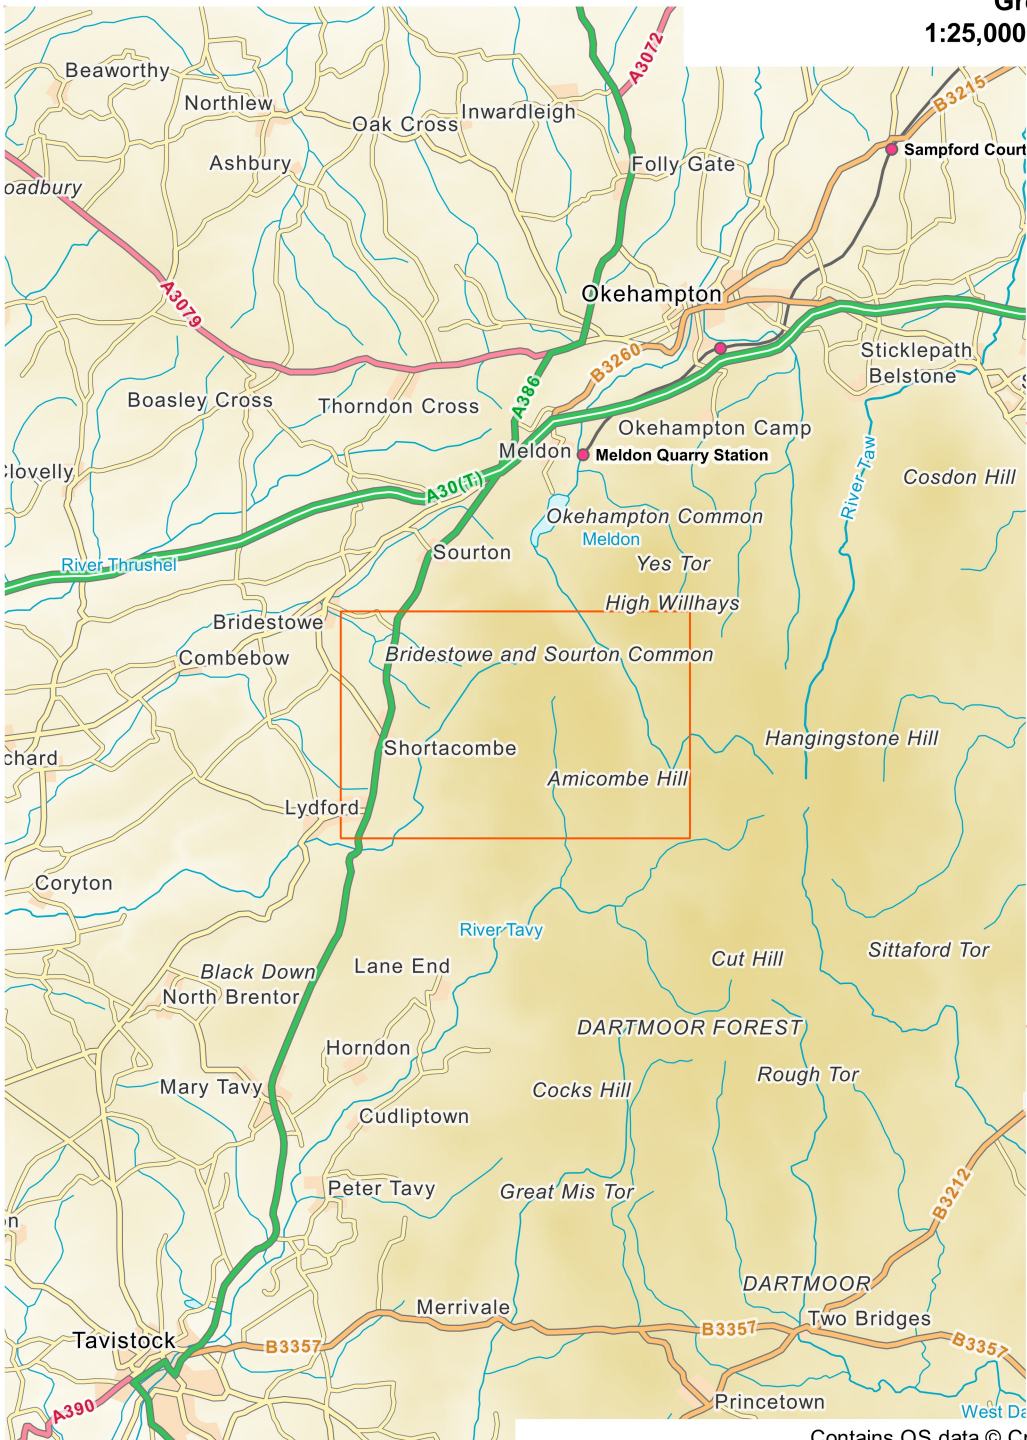 Gr
1:25,000
A3072
Beaworthy
B3215
Northlew
Inwardleigh
Oak Cross
Sampford Court
Ashbury
Folly Gate
oadbury
Okehampton
A3079
Sticklepath
B3260
Belstone
A386
Boasley Cross
Thorndon Cross
Okehampton Camp
Meldon
Meldon Quarry Station
Clovelly
River Taw
Cosdon Hill
A30(T)
Okehampton Common
Meldon
Sourton
River Thrushel
Yes Tor
High Willhays
Bridestowe
Bridestowe and Sourton Common
Combebow
Hangingstone Hill
Shortacombe
chard
Amicombe Hill
Lydford
Coryton
River Tavy
Sittaford Tor
Cut Hill
Lane End
Black Down
North Brentor
DARTMOOR FOREST
Horndon
Rough Tor
Mary Tavy
Cocks Hill
Cudliptown
Peter Tavy
Great Mis Tor
B3212
on
DARTMOOR
Merrivale
Two Bridges
B3357
Tavistock
B3357
B3357
Princetown
A390
West Da
Contains OS data © Cr